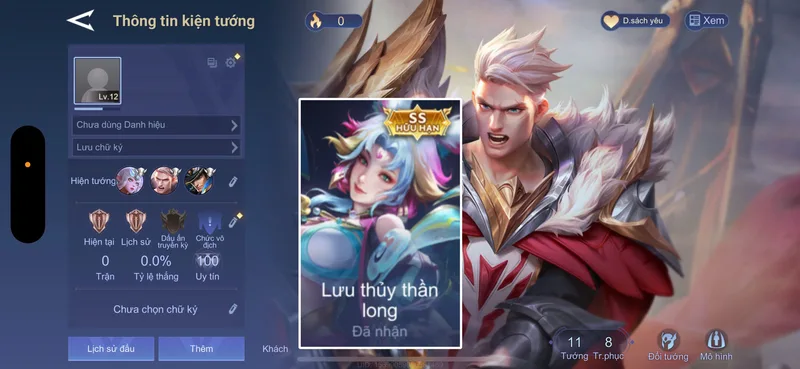 Thông tin kiện tướng
0
D.sách yêu
Xem
Lv.12
Chưa dùng Danh hiệu
Lưu chữ ký
Hiện tướng
Hiện tại
Lịch sử
Dấu ấn truyền kỳ
Chức vô địch
0
0.0%
100
Trận
Tỷ lệ thắng
Uy tín
Chưa chọn chữ ký
Lịch sử đấu
Thêm
Khách
SS
HỮU HẠN
Lưu thủy thần
long
Đã nhận
11
8
Tướng
Tr.phục
Đổi tướng
Mô hình